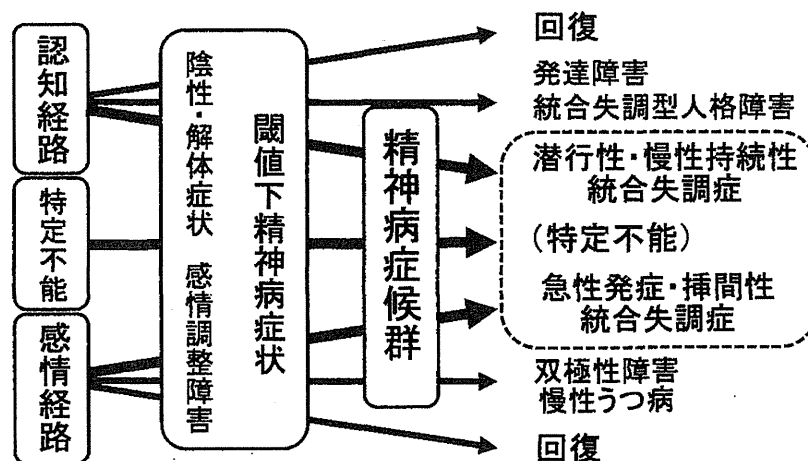 認知経路
特定不能
感情経路
陰性・解体症状 感情調整障害
閾値下精神病症状
精神病症候群
回復
発達障害
統合失調型人格障害
潜行性・慢性持続性
統合失調症
(特定不能)
急性発症・挿間性
統合失調症
双極性障害
慢性うつ病
回復